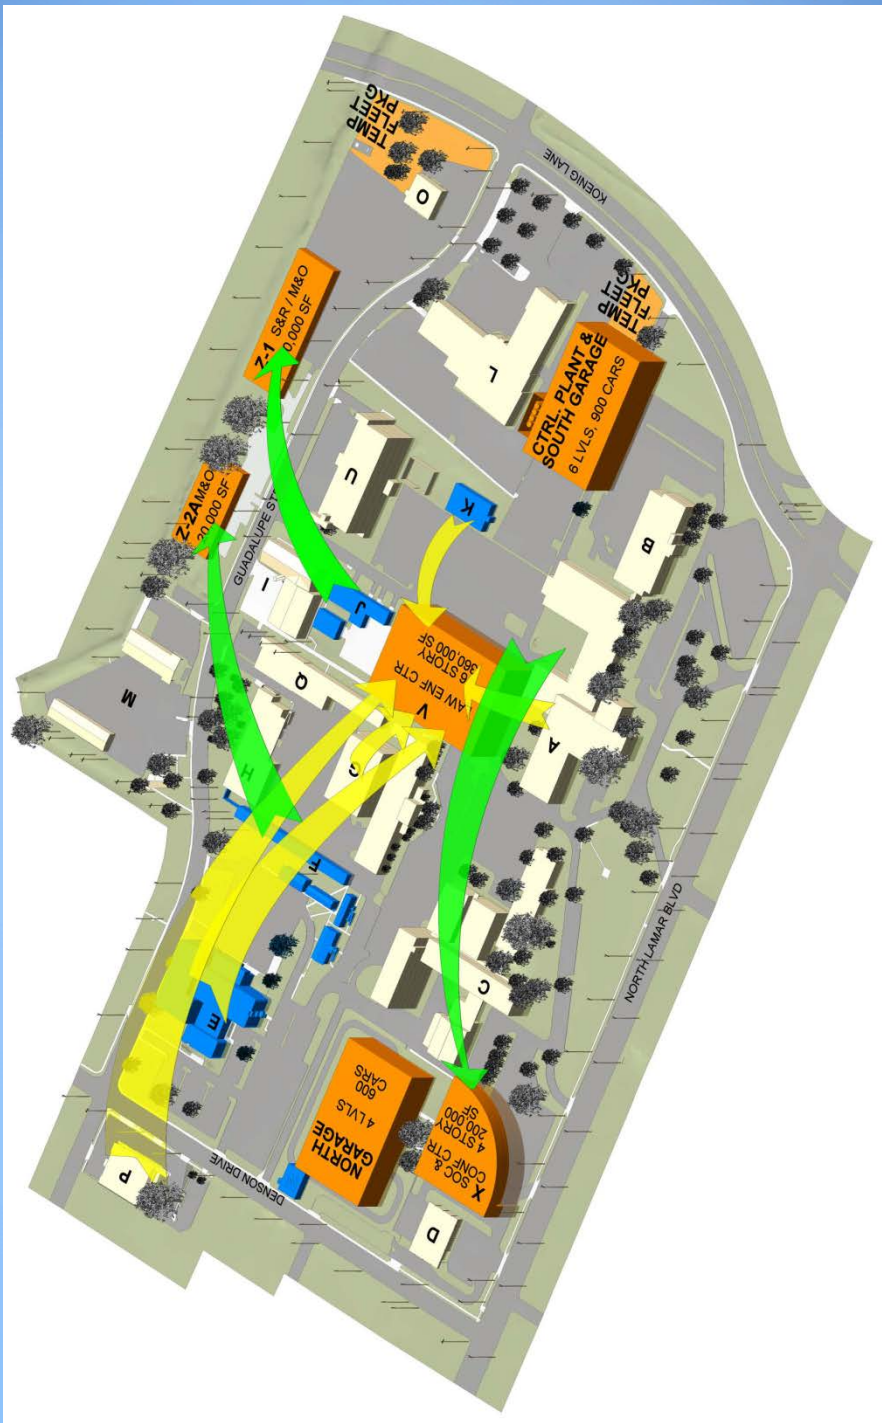 TEMP
FLEET
PKG
O
KOENIG LANE
TEMP
FLEET
PKG
Z-1 S&R / M&O
0,000 SF
L
CTRL. PLANT &
SOUTH GARAGE
6 LVLS, 900 CARS
U
K
Z-2A M&O
20,000 SF
GUADALUPE ST
B
I
J
6 STORY
360,000 SF
AW ENF CTR
V
Q
M
A
H
G
F
NORTH LAMAR BLVD
C
E
NORTH
GARAGE
4 LVLS
600
CARS
X
SOC &
CONF CTR
4 STORY
200,000
SF
P
DENSON DRIVE
D